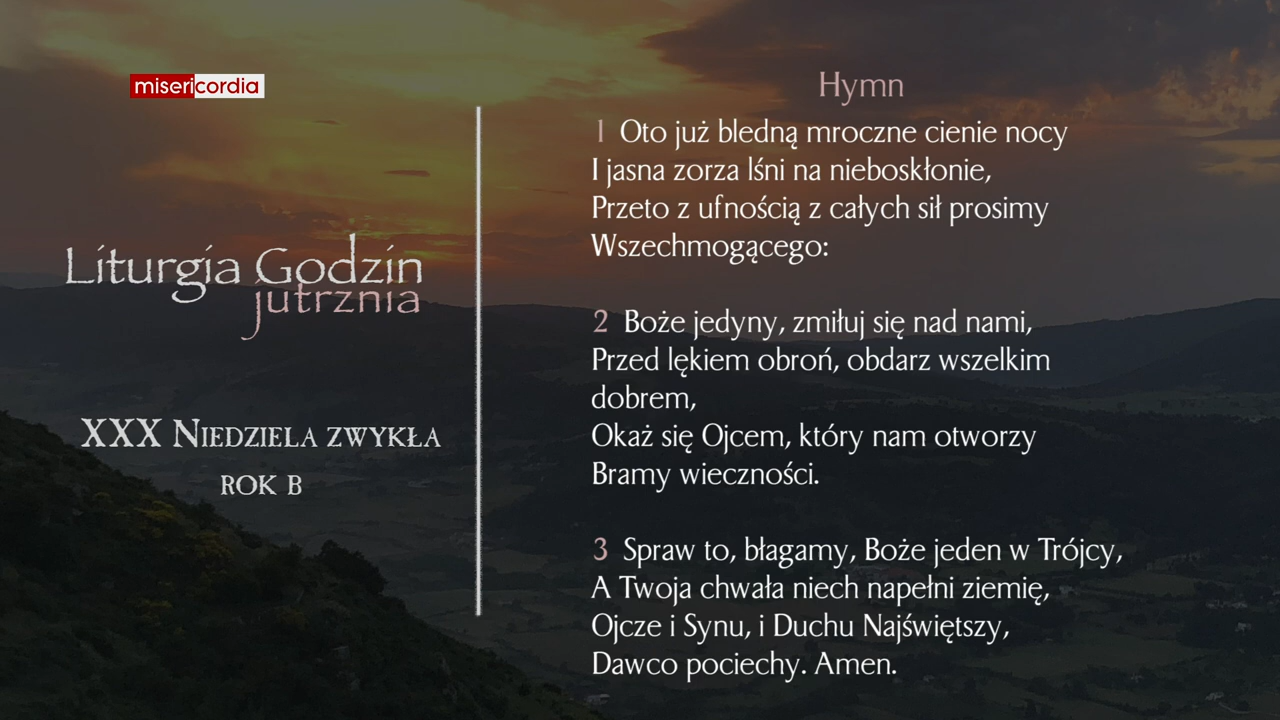 misericordia
Liturgia Godzin
jutrznia
XXX Niedziela zwykła
rok B
Hymn
1 Oto już bledną mroczne cienie nocy
I jasna zorza lśni na nieboskłonie,
Przeto z ufnością z całych sił prosimy
Wszechmogącego:
2 Boże jedyny, zmiłuj się nad nami,
Przed lękiem obroń, obdarz wszelkim
dobrem,
Okaż się Ojcem, który nam otworzy
Bramy wieczności.
3 Spraw to, błagamy, Boże jeden w Trójcy,
A Twoja chwała niech napełni ziemię,
Ojcze i Synu, i Duchu Najświętszy,
Dawco pociechy. Amen.